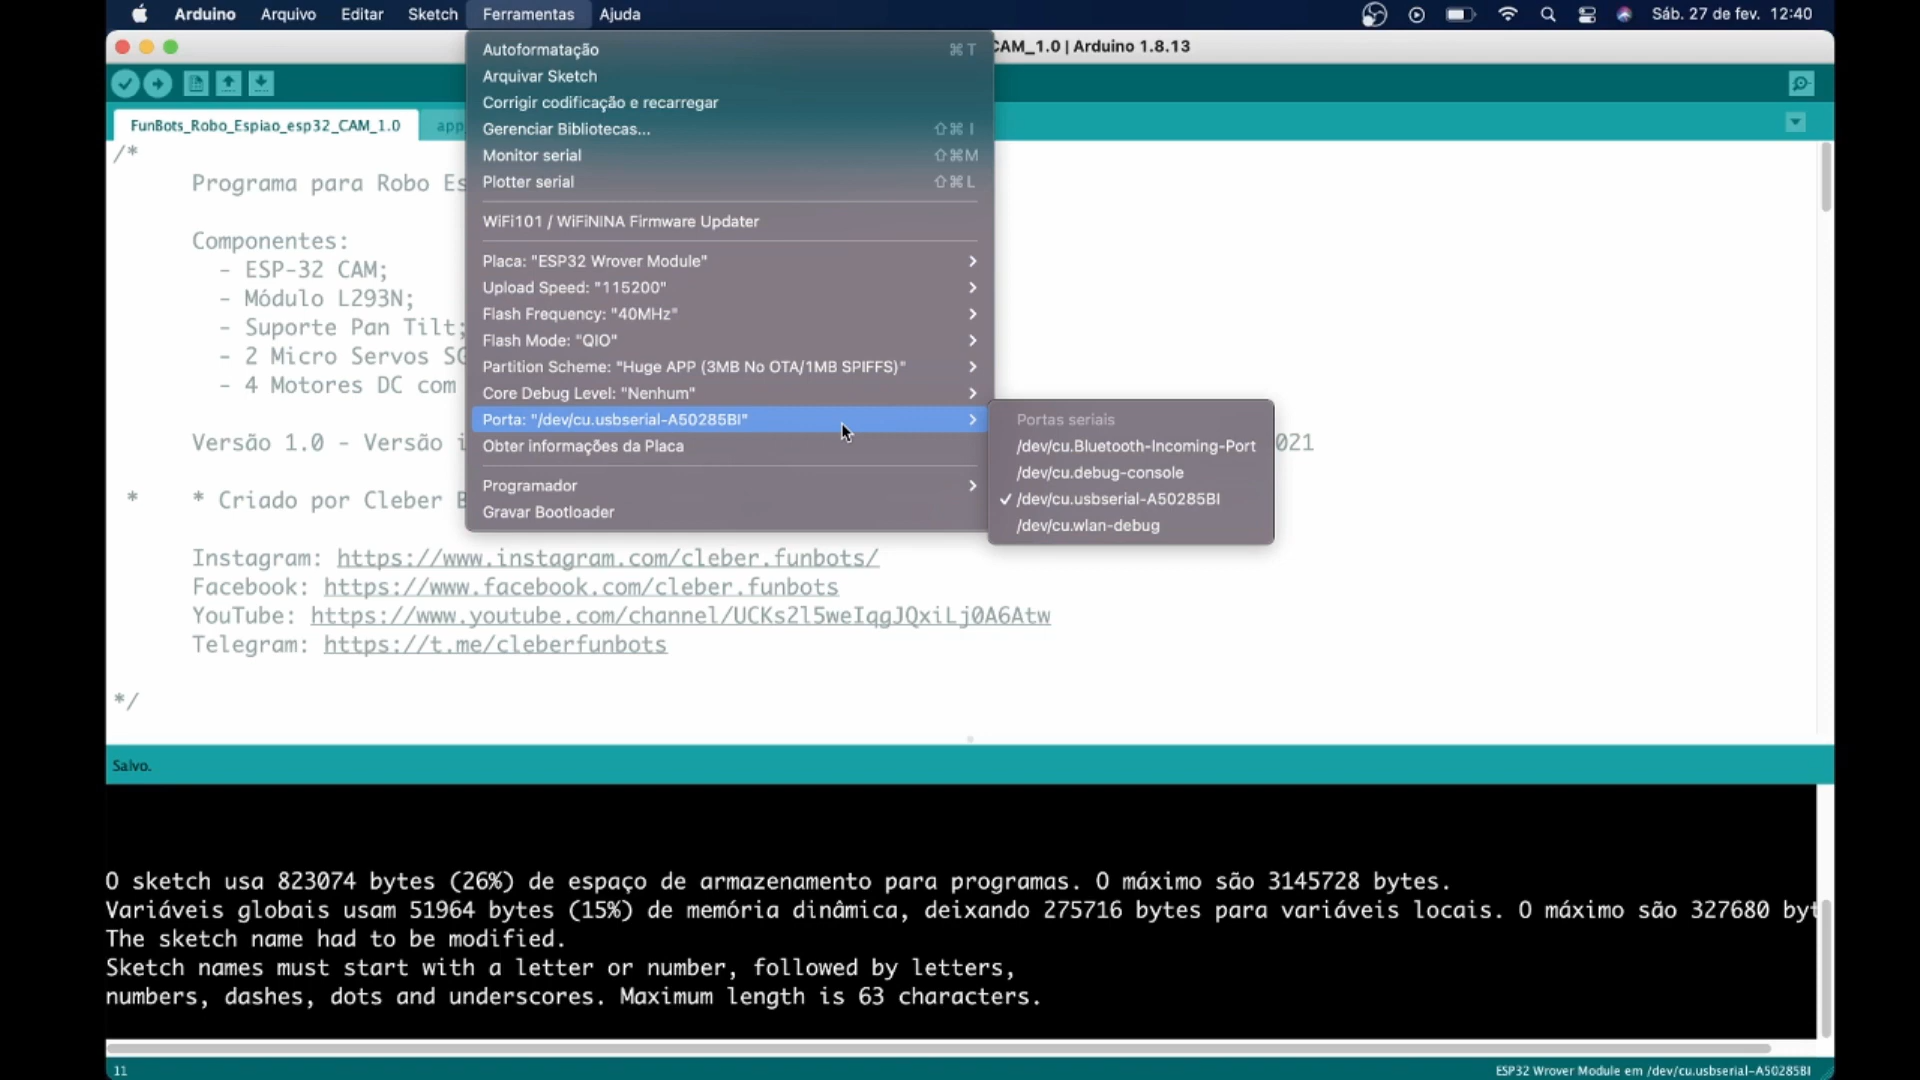 Arduino Arquivo Editar Sketch Ferramentas Ajuda Sáb. 27 de fev. 12:40
CAM_1.0 | Arduino 1.8.13
Autoformatação ⌘T
Arquivar Sketch
Corrigir codificação e recarregar
Gerenciar Bibliotecas... ⇧⌘I
Monitor serial ⇧⌘M
Plotter serial ⇧⌘L
WiFi101 / WiFiNINA Firmware Updater
Placa: "ESP32 Wrover Module"
Upload Speed: "115200"
Flash Frequency: "40MHz"
Flash Mode: "QIO"
Partition Scheme: "Huge APP (3MB No OTA/1MB SPIFFS)"
Core Debug Level: "Nenhum"
Porta: "/dev/cu.usbserial-A50285BI"
Obter informações da Placa
Programador
Gravar Bootloader
Portas seriais
/dev/cu.Bluetooth-Incoming-Port
/dev/cu.debug-console
✓ /dev/cu.usbserial-A50285BI
/dev/cu.wlan-debug
FunBots_Robo_Espiao_esp32_CAM_1.0 app
/*
Programa para Robo Es
Componentes:
- ESP-32 CAM;
- Módulo L293N;
- Suporte Pan Tilt;
- 2 Micro Servos SG
- 4 Motores DC com
Versão 1.0 - Versão i 021
* * Criado por Cleber B
Instagram: https://www.instagram.com/cleber.funbots/
Facebook: https://www.facebook.com/cleber.funbots
YouTube: https://www.youtube.com/channel/UCKs2l5weIqgJQxiLj0A6Atw
Telegram: https://t.me/cleberfunbots
*/
Salvo.
O sketch usa 823074 bytes (26%) de espaço de armazenamento para programas. O máximo são 3145728 bytes.
Variáveis globais usam 51964 bytes (15%) de memória dinâmica, deixando 275716 bytes para variáveis locais. O máximo são 327680 byt
The sketch name had to be modified.
Sketch names must start with a letter or number, followed by letters,
numbers, dashes, dots and underscores. Maximum length is 63 characters.
11 ESP32 Wrover Module em /dev/cu.usbserial-A50285BI